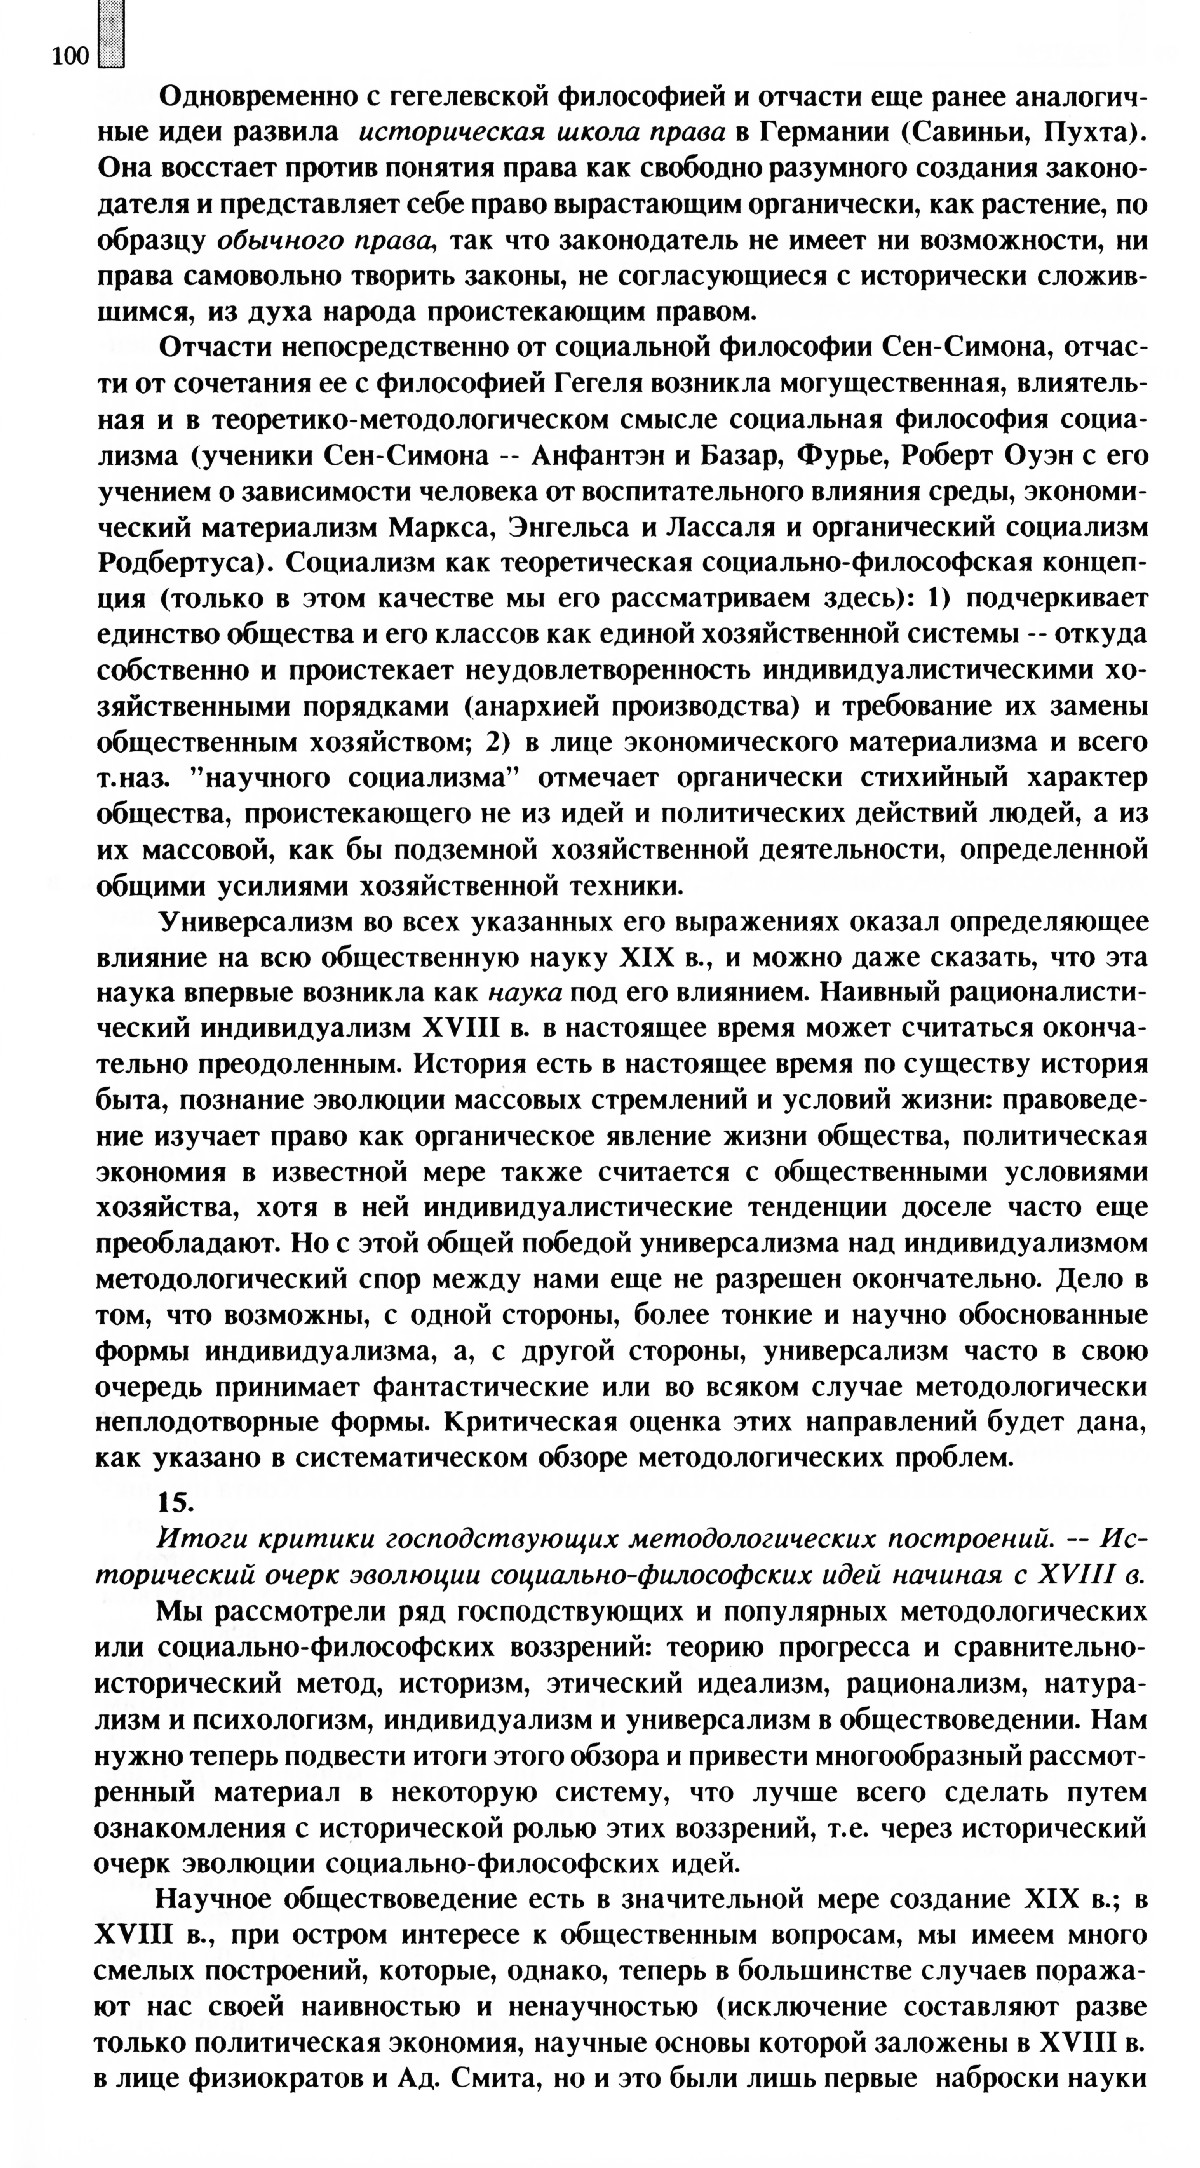 100
Одновременно с гегелевской философией и отчасти еще ранее аналогич-
ные идеи развила историческая школа права в Германии (Савиньи, Пухта).
Она восстает против понятия права как свободно разумного создания законо-
дателя и представляет себе право вырастающим органически, как растение, по
образцу обычного права, так что законодатель не имеет ни возможности, ни
права самовольно творить законы, не согласующиеся с исторически сложив-
шимся, из духа народа проистекающим правом.
Отчасти непосредственно от социальной философии Сен-Симона, отчас-
ти от сочетания ее с философией Гегеля возникла могущественная, влиятель-
ная и в теоретико-методологическом смысле социальная философия социа-
лизма (ученики Сен-Симона -- Анфантэн и Базар, Фурье, Роберт Оуэн с его
учением о зависимости человека от воспитательного влияния среды, экономи-
ческий материализм Маркса, Энгельса и Лассаля и органический социализм
Родбертуса). Социализм как теоретическая социально-философская концеп-
ция (только в этом качестве мы его рассматриваем здесь): 1) подчеркивает
единство общества и его классов как единой хозяйственной системы -- откуда
собственно и проистекает неудовлетворенность индивидуалистическими хо-
зяйственными порядками (анархией производства) и требование их замены
общественным хозяйством; 2) в лице экономического материализма и всего
т.наз. ”научного социализма” отмечает органически стихийный характер
общества, проистекающего не из идей и политических действий людей, а из
их массовой, как бы подземной хозяйственной деятельности, определенной
общими усилиями хозяйственной техники.
Универсализм во всех указанных его выражениях оказал определяющее
влияние на всю общественную науку XIX в., и можно даже сказать, что эта
наука впервые возникла как наука под его влиянием. Наивный рационалисти-
ческий индивидуализм XVIII в. в настоящее время может считаться оконча-
тельно преодоленным. История есть в настоящее время по существу история
быта, познание эволюции массовых стремлений и условий жизни: правоведе-
ние изучает право как органическое явление жизни общества, политическая
экономия в известной мере также считается с общественными условиями
хозяйства, хотя в ней индивидуалистические тенденции доселе часто еще
преобладают. Но с этой общей победой универсализма над индивидуализмом
методологический спор между нами еще не разрешен окончательно. Дело в
том, что возможны, с одной стороны, более тонкие и научно обоснованные
формы индивидуализма, а, с другой стороны, универсализм часто в свою
очередь принимает фантастические или во всяком случае методологически
неплодотворные формы. Критическая оценка этих направлений будет дана,
как указано в систематическом обзоре методологических проблем.
15.
Итоги критики господствующих методологических построений. -- Ис-
торический очерк эволюции социально-философских идей начиная с XVIII в.
Мы рассмотрели ряд господствующих и популярных методологических
или социально-философских воззрений: теорию прогресса и сравнительно-
исторический метод, историзм, этический идеализм, рационализм, натура-
лизм и психологизм, индивидуализм и универсализм в обществоведении. Нам
нужно теперь подвести итоги этого обзора и привести многообразный рассмот-
ренный материал в некоторую систему, что лучше всего сделать путем
ознакомления с исторической ролью этих воззрений, т.е. через исторический
очерк эволюции социально-философских идей.
Научное обществоведение есть в значительной мере создание XIX в.; в
XVIII в., при остром интересе к общественным вопросам, мы имеем много
смелых построений, которые, однако, теперь в большинстве случаев поража-
ют нас своей наивностью и ненаучностью (исключение составляют разве
только политическая экономия, научные основы которой заложены в XVIII в.
в лице физиократов и Ад. Смита, но и это были лишь первые наброски науки